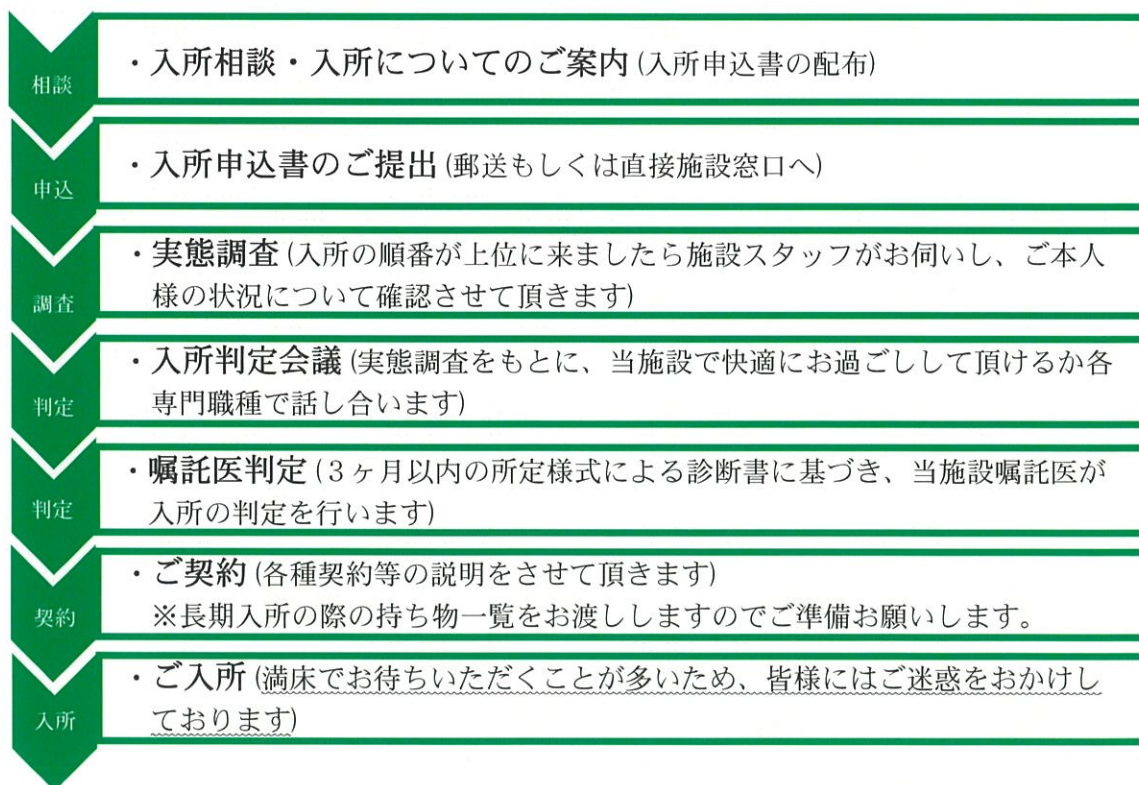 相談
・入所相談・入所についてのご案内 (入所申込書の配布)
申込
・入所申込書のご提出 (郵送もしくは直接施設窓口へ)
調査
・実態調査 (入所の順番が上位に来ましたら施設スタッフがお伺いし、ご本人
様の状況について確認させて頂きます)
判定
・入所判定会議 (実態調査をもとに、当施設で快適にお過ごしして頂けるか各
専門職種で話し合います)
判定
・嘱託医判定 (３ヶ月以内の所定様式による診断書に基づき、当施設嘱託医が
入所の判定を行います)
契約
・ご契約 (各種契約等の説明をさせて頂きます)
※長期入所の際の持ち物一覧をお渡ししますのでご準備お願いします。
入所
・ご入所 (満床でお待ちいただくことが多いため、皆様にはご迷惑をおかけし
ております)